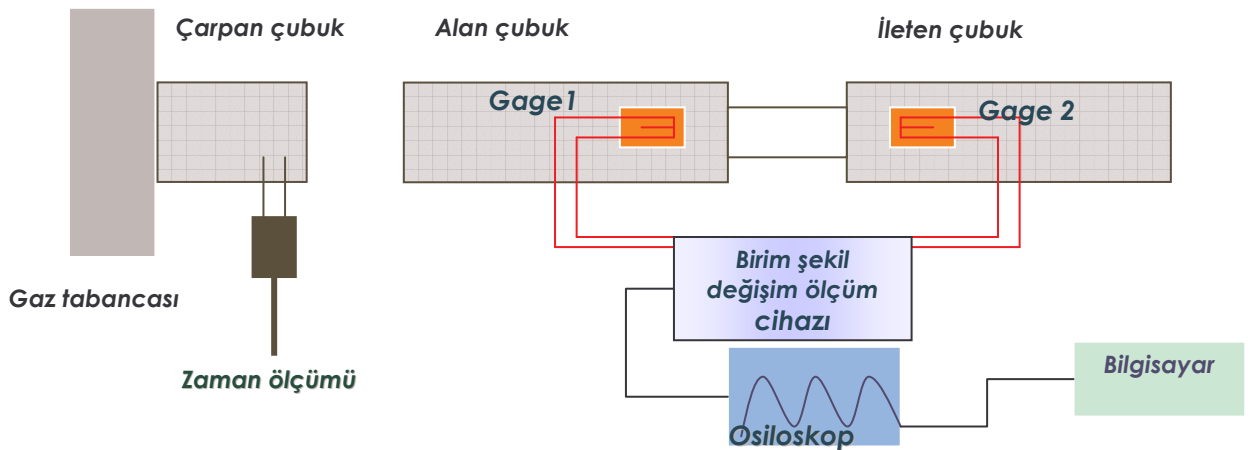 Çarpan çubuk
Alan çubuk
İleten çubuk
Gage1
Gage 2
Gaz tabancası
Birim şekil
değişim ölçüm
cihazı
Zaman ölçümü
Bilgisayar
Osiloskop